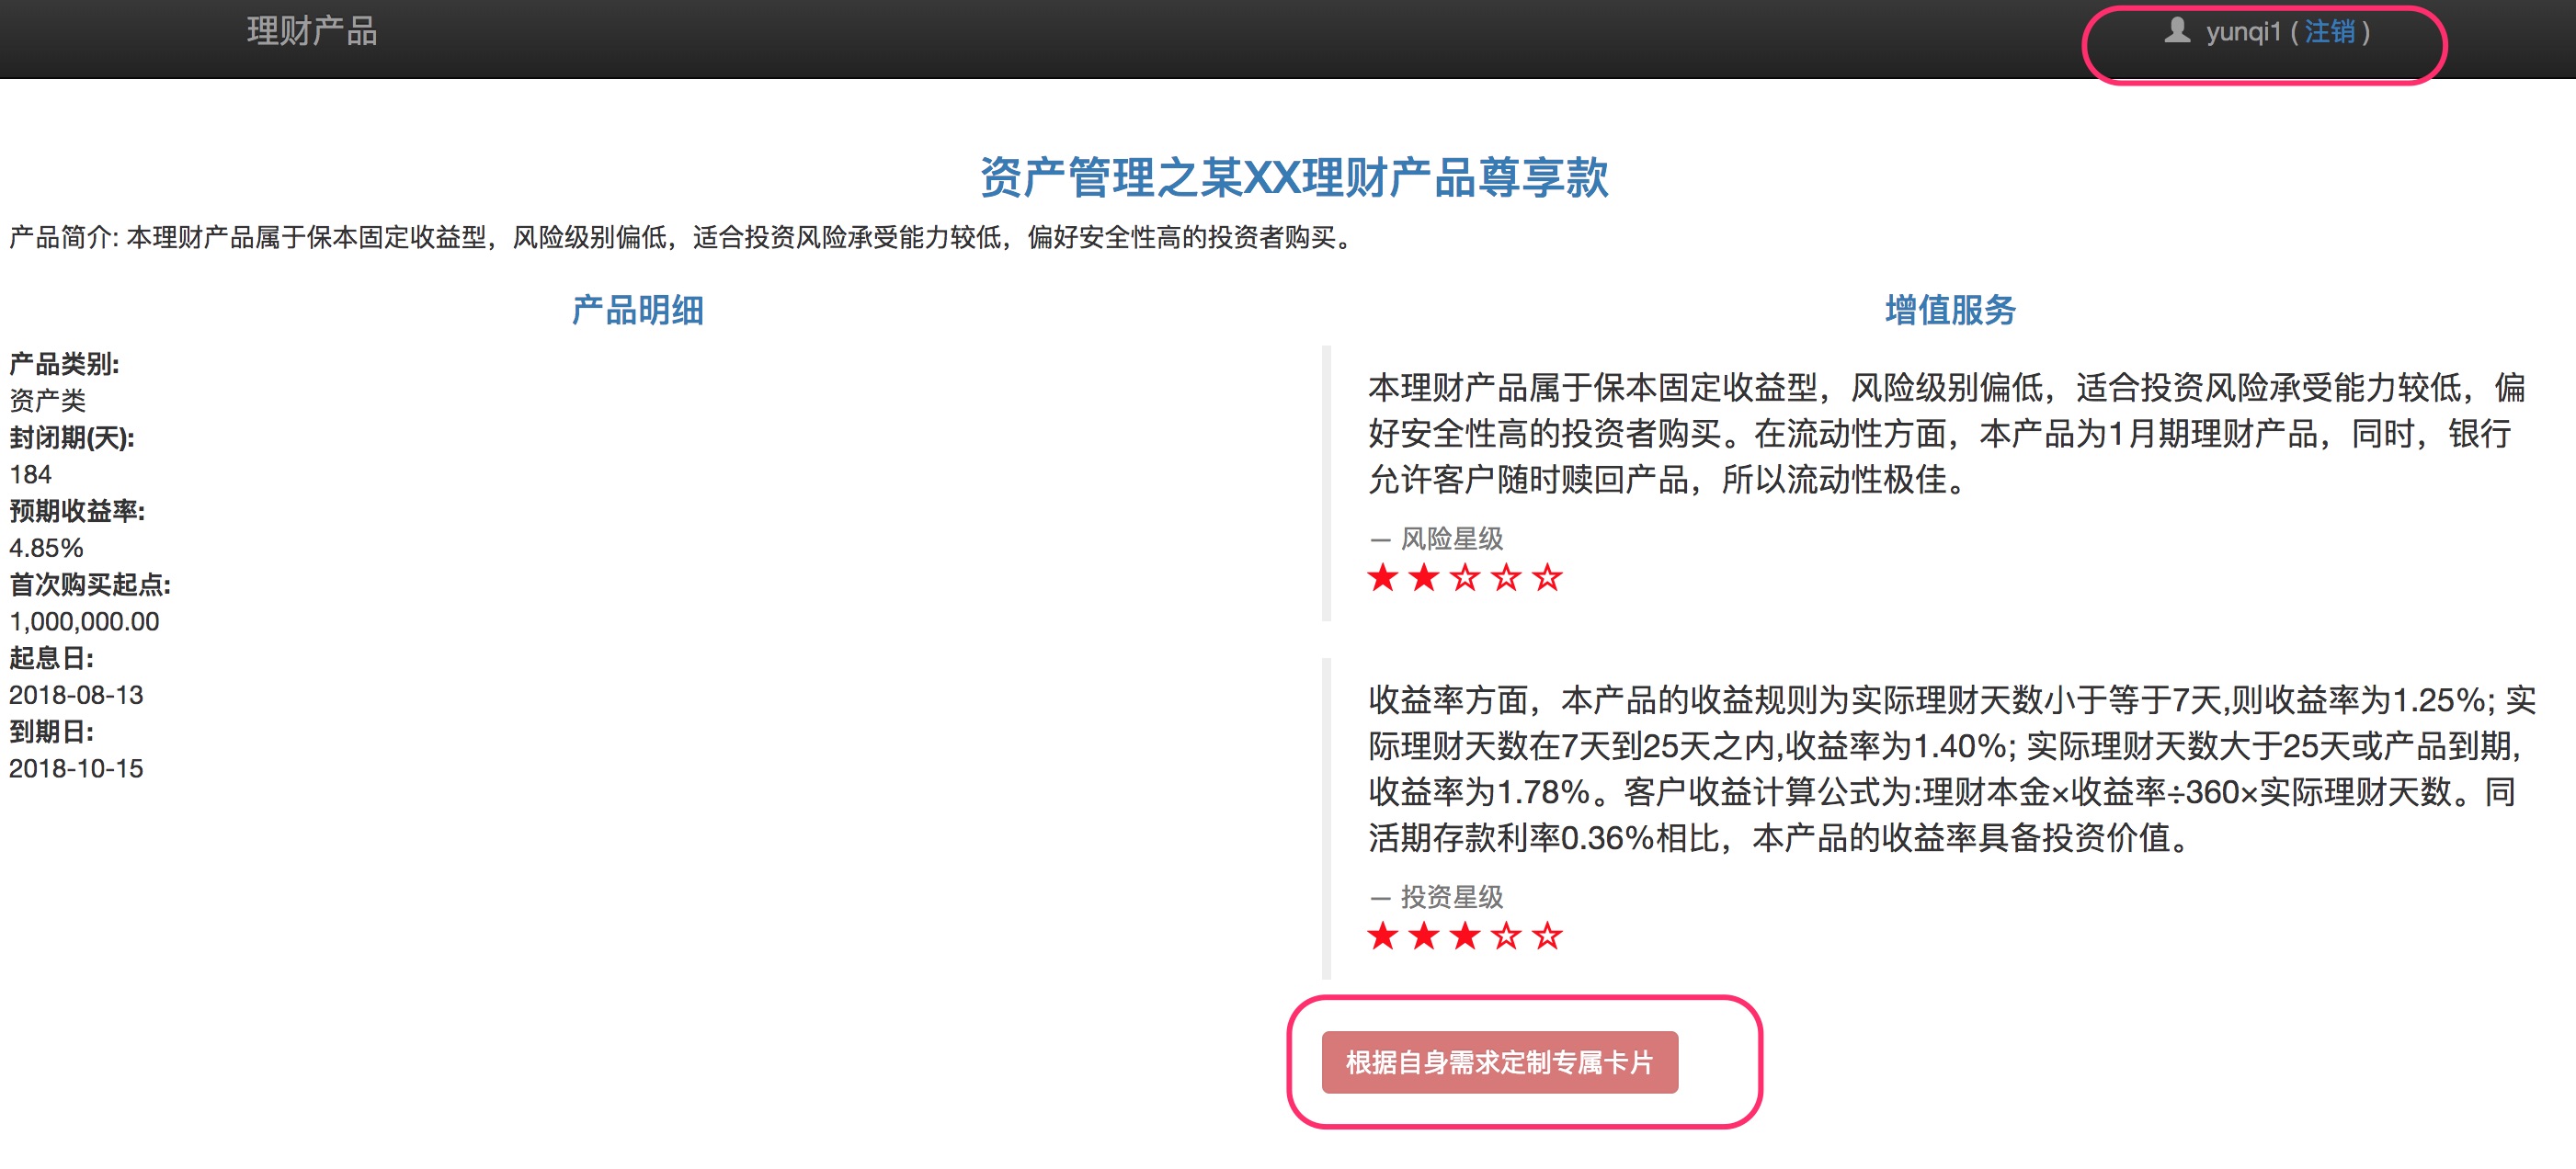 理财产品
yunqi1 ( 注销 )
资产管理之某XX理财产品尊享款
产品简介: 本理财产品属于保本固定收益型，风险级别偏低，适合投资风险承受能力较低，偏好安全性高的投资者购买。
产品明细
产品类别:
资产类
封闭期(天):
184
预期收益率:
4.85%
首次购买起点:
1,000,000.00
起息日:
2018-08-13
到期日:
2018-10-15
增值服务
本理财产品属于保本固定收益型，风险级别偏低，适合投资风险承受能力较低，偏
好安全性高的投资者购买。在流动性方面，本产品为1月期理财产品，同时，银行
允许客户随时赎回产品，所以流动性极佳。
— 风险星级
★★☆☆☆
收益率方面，本产品的收益规则为实际理财天数小于等于7天,则收益率为1.25%; 实
际理财天数在7天到25天之内,收益率为1.40%; 实际理财天数大于25天或产品到期,
收益率为1.78%。客户收益计算公式为:理财本金×收益率÷360×实际理财天数。同
活期存款利率0.36%相比，本产品的收益率具备投资价值。
— 投资星级
★★★☆☆
根据自身需求定制专属卡片